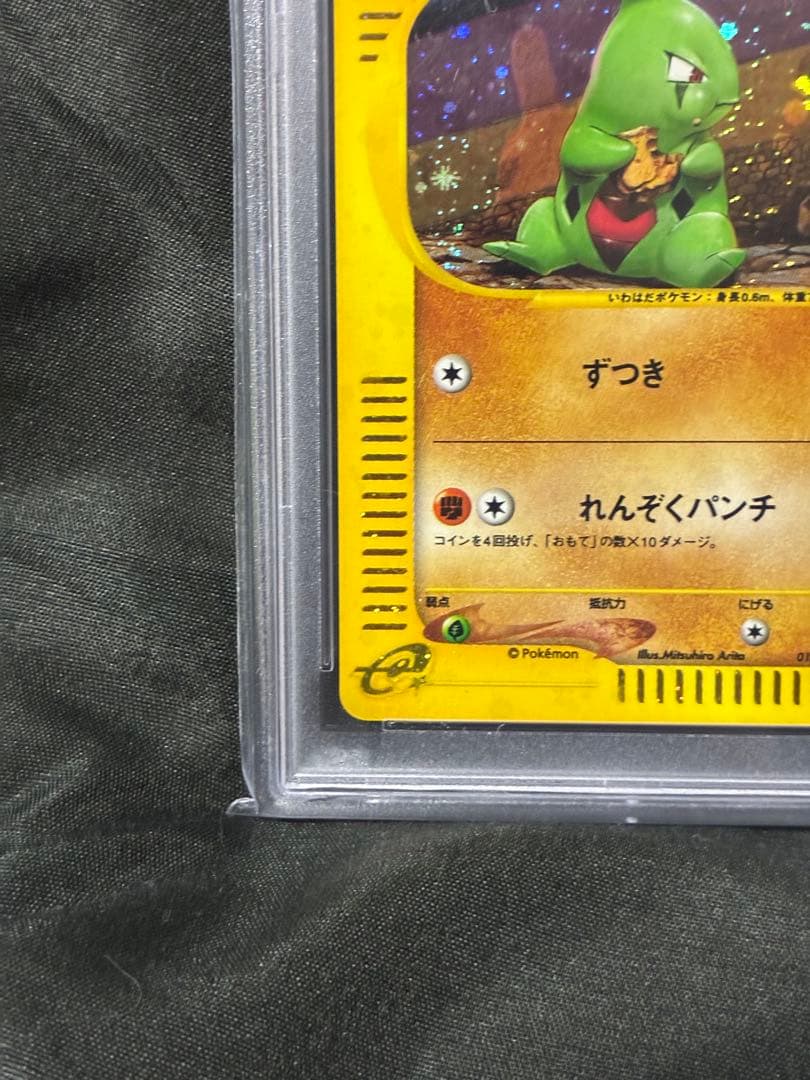 いわはだポケモン：身長0.6m、体重
ずつき
れんぞくパンチ
コインを4回投げ、「おもて」の数×10ダメージ。
弱点 抵抗力 にげる
©Pokémon Illus.Mitsuhiro Arita 01
e